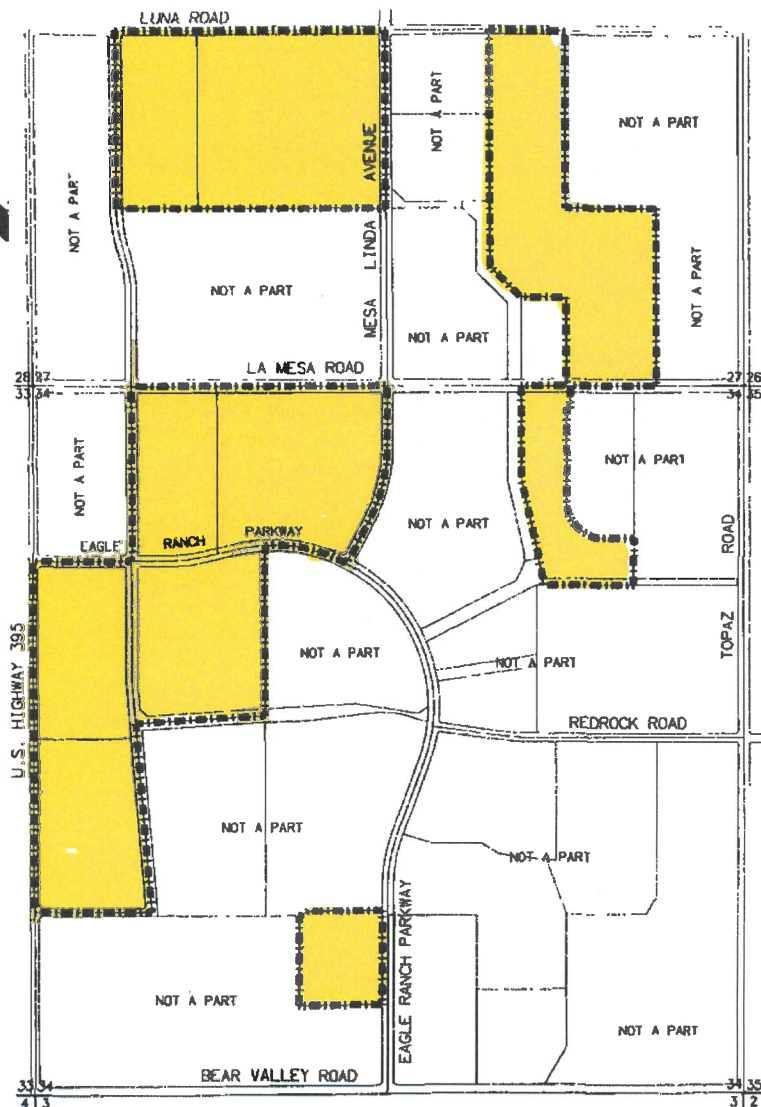 LUNA ROAD
NOT A PART
NOT A PART
NOT A PART
AVENUE
NOT A PART
MESA LINDA
NOT A PART
NOT A PART
NOT A PART
LA MESA ROAD
28 27
33 34
27 26
34 35
NOT A PART
NOT A PART
NOT A PART
EAGLE RANCH PARKWAY
ROAD
TOPAZ
U.S. HIGHWAY 395
NOT A PART
NOT A PART
REDROCK ROAD
NOT A PART
NOT A PART
EAGLE RANCH PARKWAY
NOT A PART
NOT A PART
BEAR VALLEY ROAD
33 34
4 3
34 35
3 2